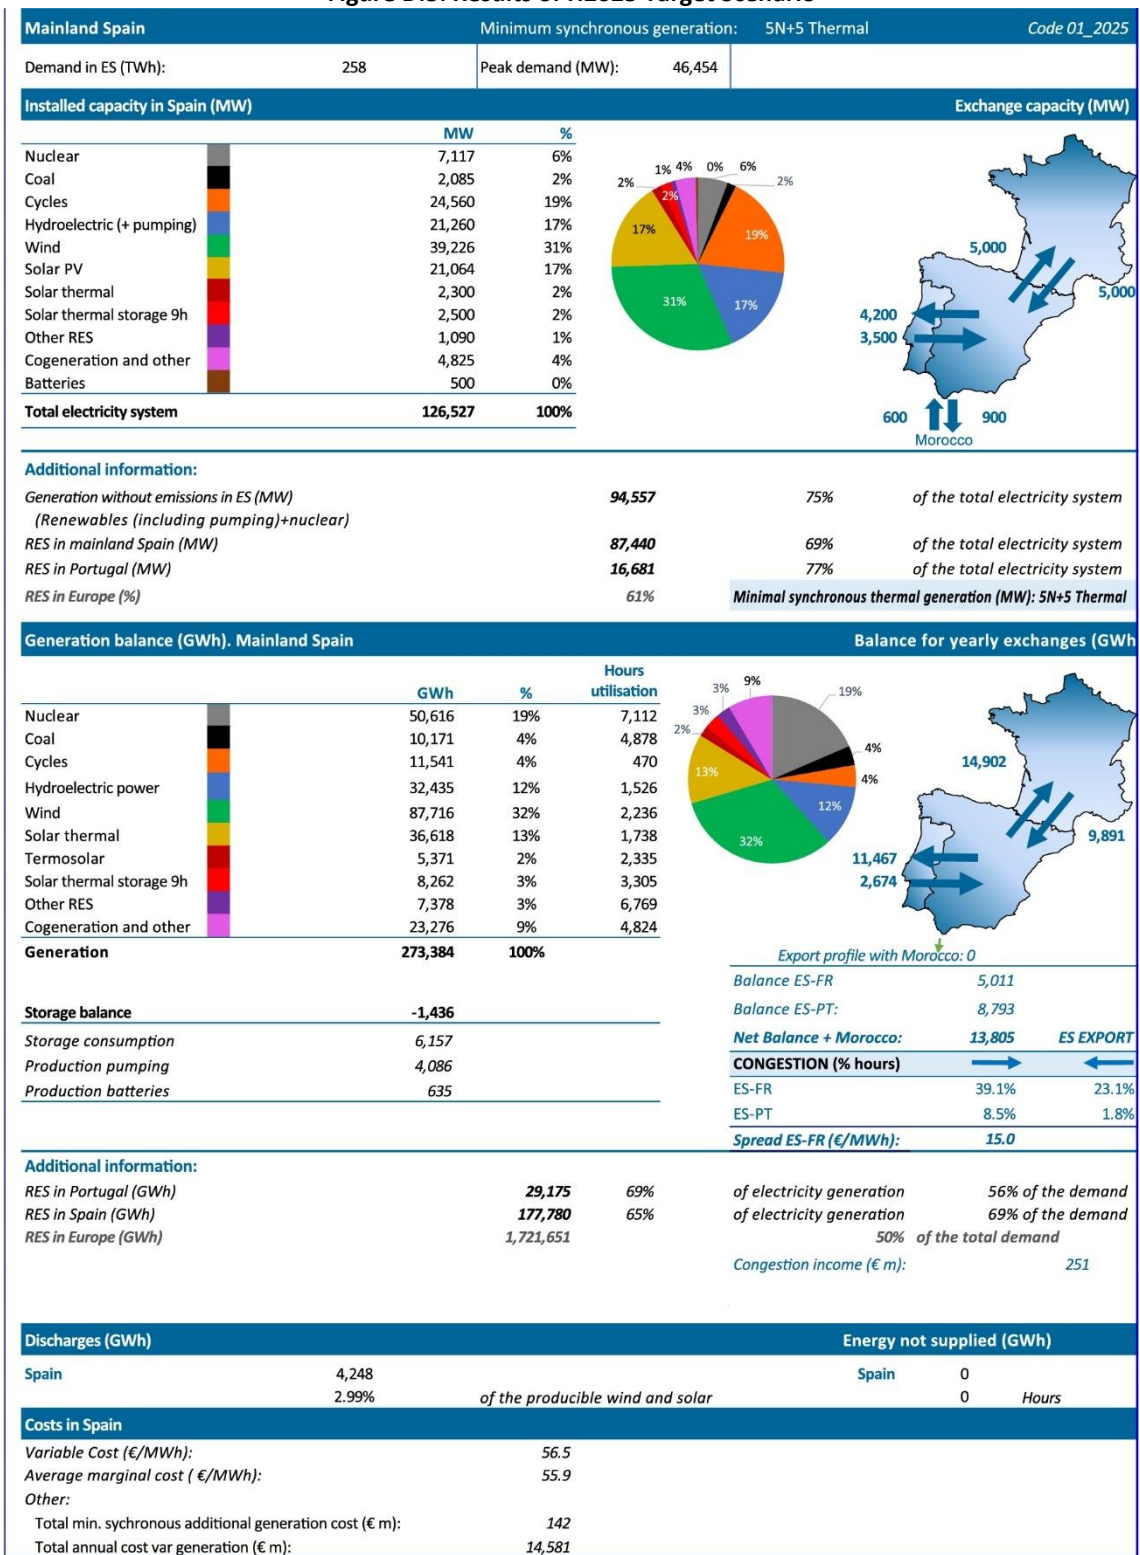 Figure D.3. Results of A2025 Target Scenario
Mainland Spain Minimum synchronous generation: 5N+5 Thermal Code 01_2025
Demand in ES (TWh): 258 Peak demand (MW): 46,454
Installed capacity in Spain (MW) Exchange capacity (MW)
MW %
Nuclear 7,117 6%
Coal 2,085 2%
Cycles 24,560 19%
Hydroelectric (+ pumping) 21,260 17%
Wind 39,226 31%
Solar PV 21,064 17%
Solar thermal 2,300 2%
Solar thermal storage 9h 2,500 2%
Other RES 1,090 1%
Cogeneration and other 4,825 4%
Batteries 500 0%
Total electricity system 126,527 100%
2% 1% 4% 0% 6% 2%
2%
17% 19%
31% 17%
5,000
5,000
4,200
3,500
600 900
Morocco
Additional information:
Generation without emissions in ES (MW) 94,557 75% of the total electricity system
(Renewables (including pumping)+nuclear)
RES in mainland Spain (MW) 87,440 69% of the total electricity system
RES in Portugal (MW) 16,681 77% of the total electricity system
RES in Europe (%) 61% Minimal synchronous thermal generation (MW): 5N+5 Thermal
Generation balance (GWh). Mainland Spain Balance for yearly exchanges (GWh
Hours
GWh % utilisation
Nuclear 50,616 19% 7,112
Coal 10,171 4% 4,878
Cycles 11,541 4% 470
Hydroelectric power 32,435 12% 1,526
Wind 87,716 32% 2,236
Solar thermal 36,618 13% 1,738
Termosolar 5,371 2% 2,335
Solar thermal storage 9h 8,262 3% 3,305
Other RES 7,378 3% 6,769
Cogeneration and other 23,276 9% 4,824
Generation 273,384 100%
3% 9% 19%
3%
2%
4%
13% 4%
12%
32%
14,902
9,891
11,467
2,674
Export profile with Morocco: 0
Balance ES-FR 5,011
Balance ES-PT: 8,793
Net Balance + Morocco: 13,805 ES EXPORT
CONGESTION (% hours)
ES-FR 39.1% 23.1%
ES-PT 8.5% 1.8%
Spread ES-FR (€/MWh): 15.0
Storage balance -1,436
Storage consumption 6,157
Production pumping 4,086
Production batteries 635
Additional information:
RES in Portugal (GWh) 29,175 69% of electricity generation 56% of the demand
RES in Spain (GWh) 177,780 65% of electricity generation 69% of the demand
RES in Europe (GWh) 1,721,651 50% of the total demand
Congestion income (€ m): 251
Discharges (GWh) Energy not supplied (GWh)
Spain 4,248 Spain 0
2.99% of the producible wind and solar 0 Hours
Costs in Spain
Variable Cost (€/MWh): 56.5
Average marginal cost ( €/MWh): 55.9
Other:
Total min. sychronous additional generation cost (€ m): 142
Total annual cost var generation (€ m): 14,581